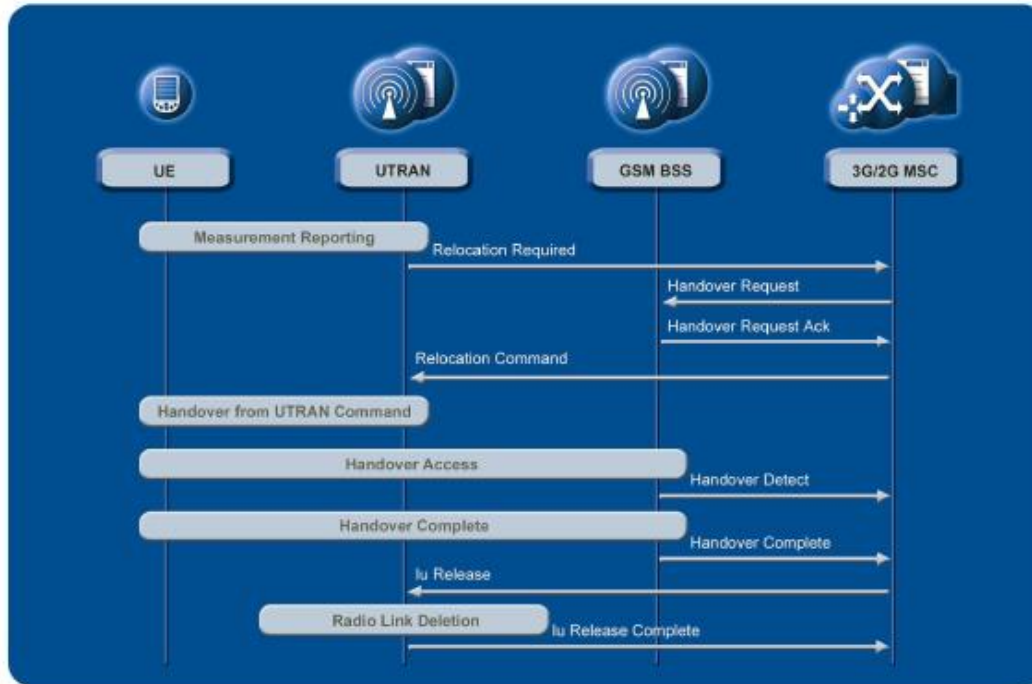 UE
UTRAN
GSM BSS
3G/2G MSC
Measurement Reporting
Relocation Required
Handover Request
Handover Request Ack
Relocation Command
Handover from UTRAN Command
Handover Access
Handover Detect
Handover Complete
Handover Complete
Iu Release
Radio Link Deletion
Iu Release Complete